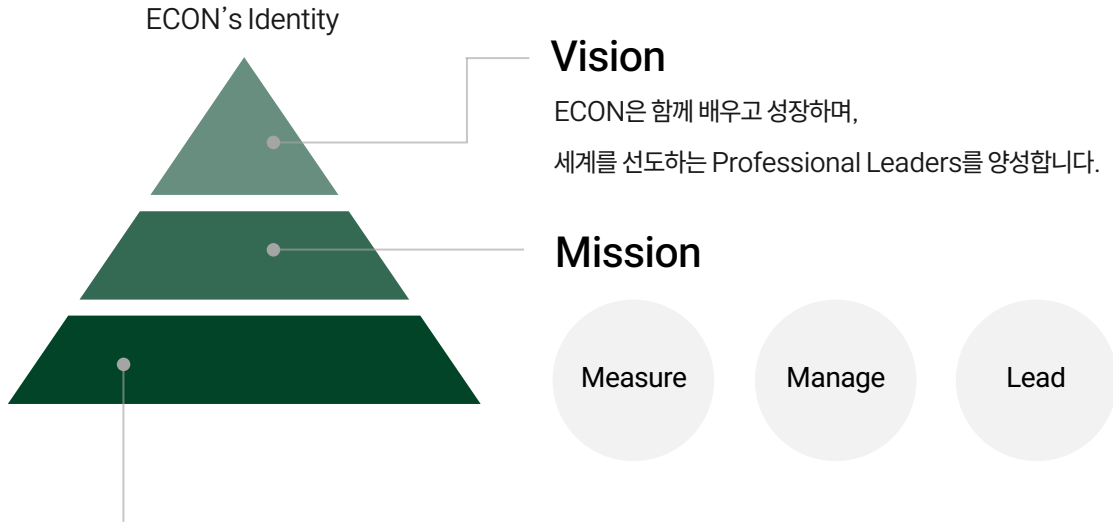 ECON’s Identity
Vision
ECON은 함께 배우고 성장하며,
세계를 선도하는 Professional Leaders를 양성합니다.
Mission
Measure
Manage
Lead